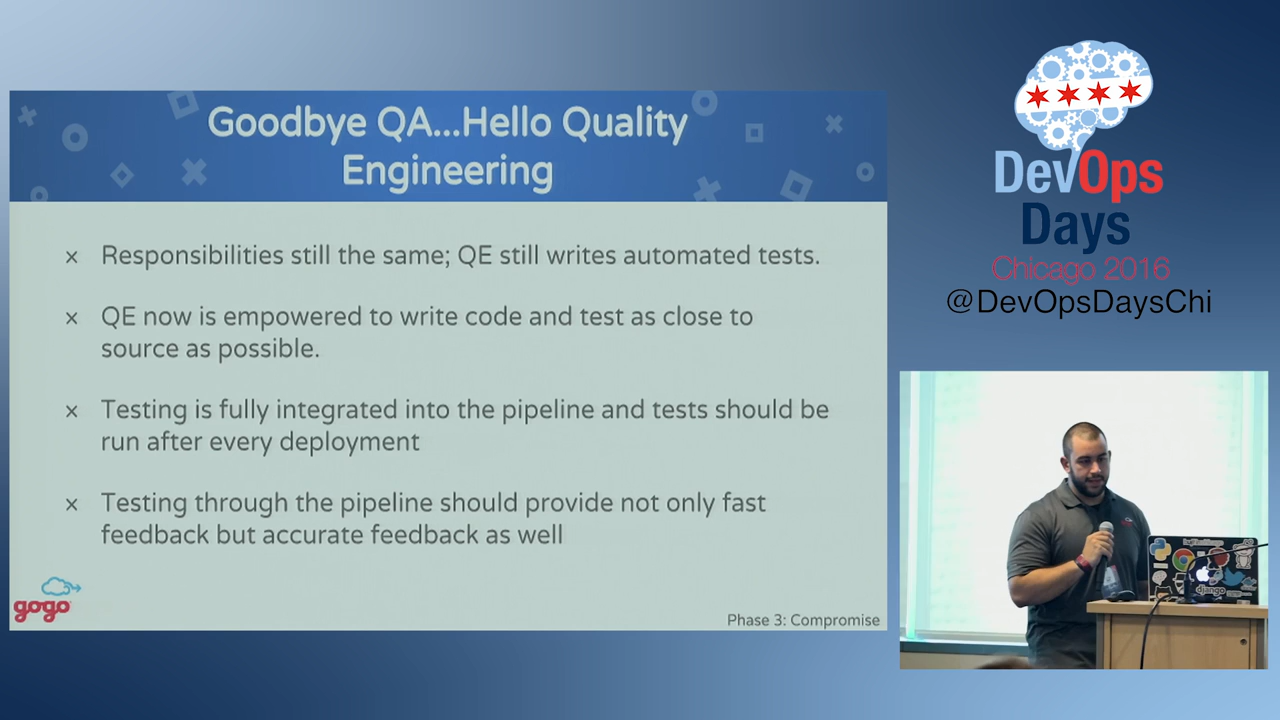 Goodbye QA...Hello Quality
Engineering
x Responsibilities still the same; QE still writes automated tests.
x QE now is empowered to write code and test as close to
source as possible.
x Testing is fully integrated into the pipeline and tests should be
run after every deployment
x Testing through the pipeline should provide not only fast
feedback but accurate feedback as well
gogo
Phase 3: Compromise
DevOps
Days
Chicago 2016
@DevOpsDaysChi
django